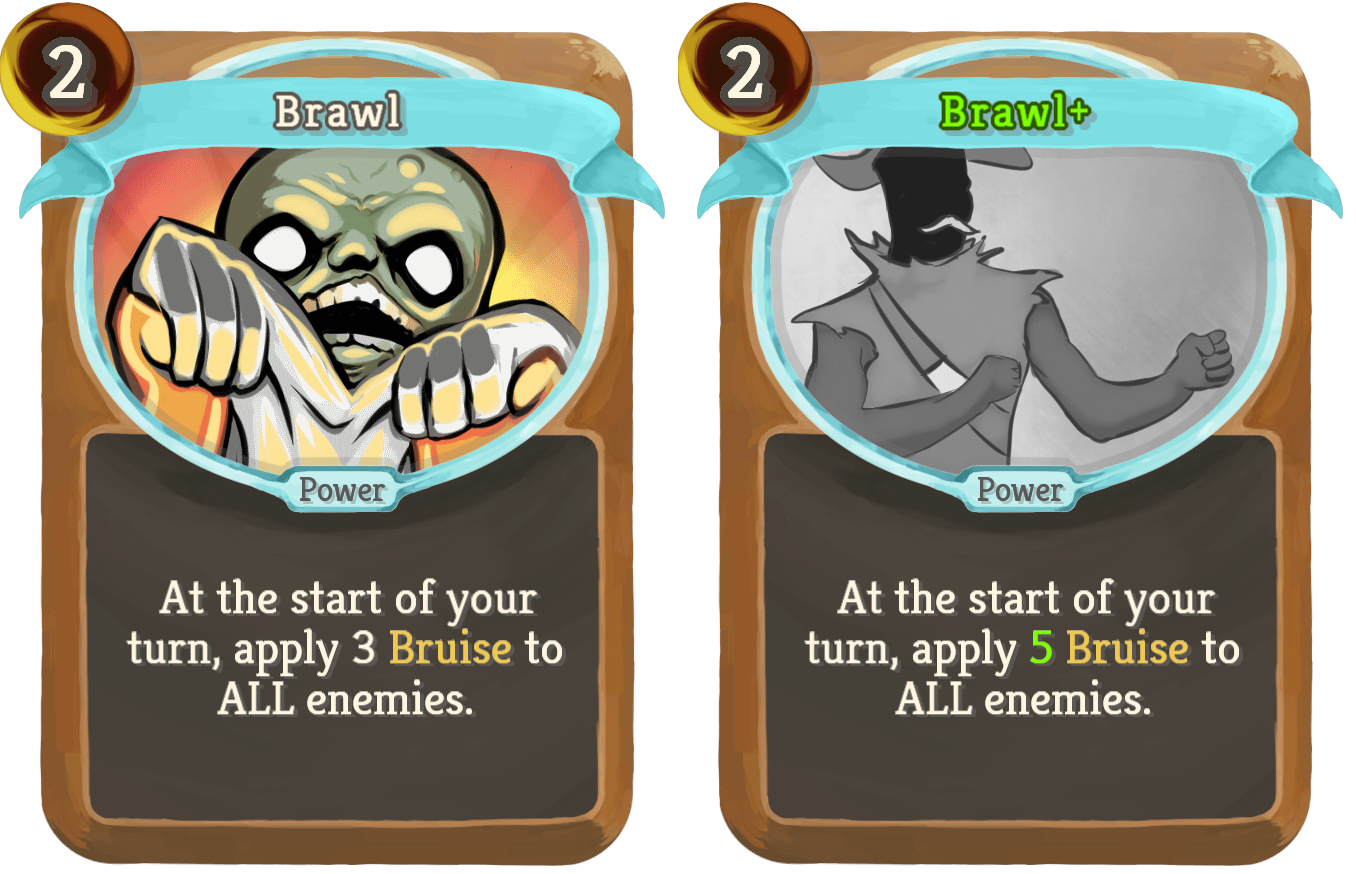 2
Brawl
Power
At the start of your
turn, apply 3 Bruise to
ALL enemies.
2
Brawl+
Power
At the start of your
turn, apply 5 Bruise to
ALL enemies.